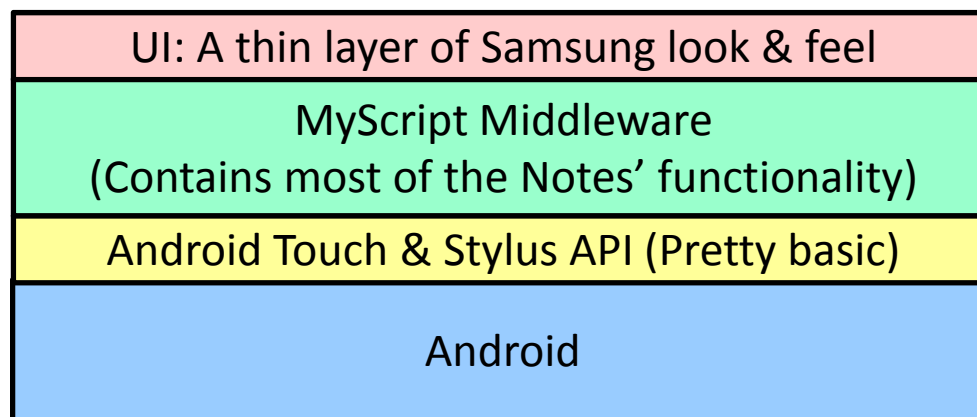 UI: A thin layer of Samsung look & feel
MyScript Middleware
(Contains most of the Notes’ functionality)
Android Touch & Stylus API (Pretty basic)
Android